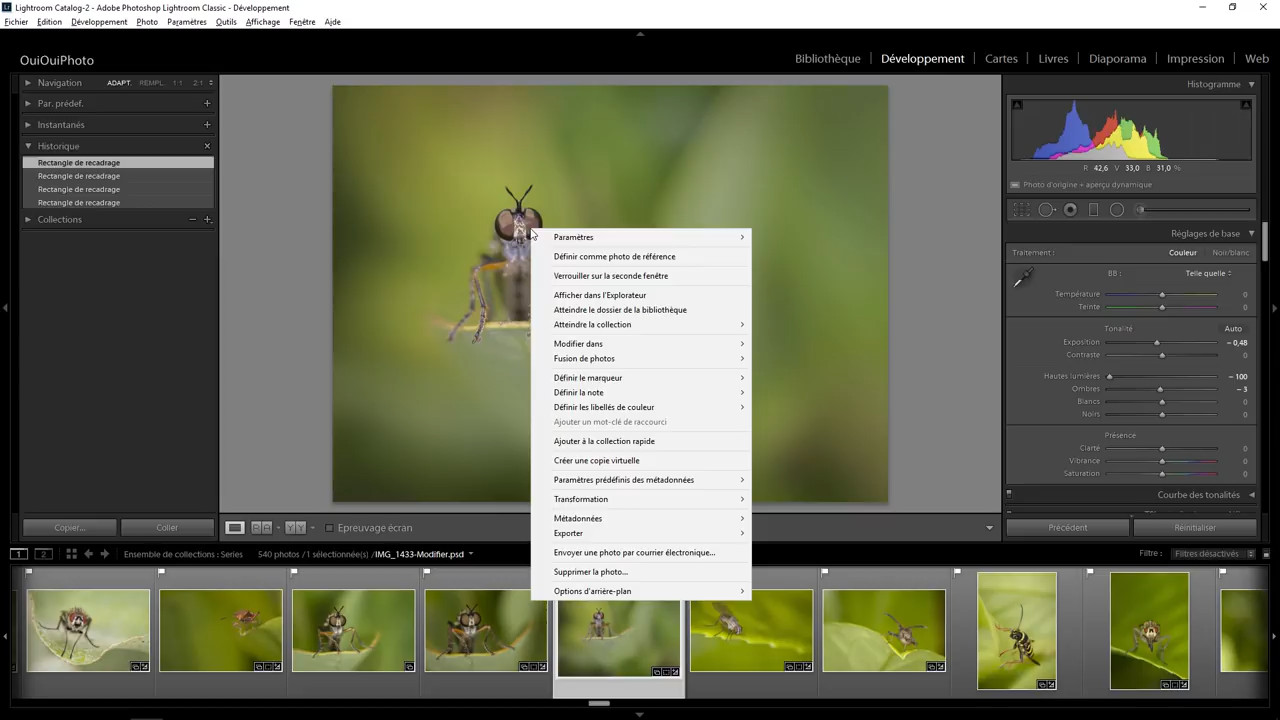 Lightroom Catalog-2 - Adobe Photoshop Lightroom Classic - Développement
Fichier Edition Développement Photo Paramètres Outils Affichage Fenêtre Aide
OuiOuiPhoto
Bibliothèque Développement Cartes Livres Diaporama Impression Web
Navigation ADAPT. REMPL. 1:1 2:1
Par. prédef.
Instantanés
Historique
Rectangle de recadrage
Rectangle de recadrage
Rectangle de recadrage
Rectangle de recadrage
Collections
Copier... Coller
Paramètres
Définir comme photo de référence
Verrouiller sur la seconde fenêtre
Afficher dans l'Explorateur
Atteindre le dossier de la bibliothèque
Atteindre la collection
Modifier dans
Fusion de photos
Définir le marqueur
Définir la note
Définir les libellés de couleur
Ajouter un mot-clé de raccourci
Ajouter à la collection rapide
Créer une copie virtuelle
Paramètres prédéfinis des métadonnées
Transformation
Métadonnées
Exporter
Envoyer une photo par courrier électronique...
Supprimer la photo...
Options d'arrière-plan
Histogramme
R 42,6 V 33,0 B 31,0 %
Photo d'origine + aperçu dynamique
Réglages de base
Traitement : Couleur Noir/blanc
BB : Telle quelle
Température 0
Teinte 0
Tonalité Auto
Exposition - 0,48
Contraste 0
Hautes lumières - 100
Ombres - 3
Blancs 0
Noirs 0
Présence
Clarté 0
Vibrance 0
Saturation 0
Courbe des tonalités
Précédent Réinitialiser
Epreuvage écran
1 2 Ensemble de collections : Series 540 photos / 1 sélectionnée(s) /IMG_1433-Modifier.psd
Filtre : Filtres désactivés